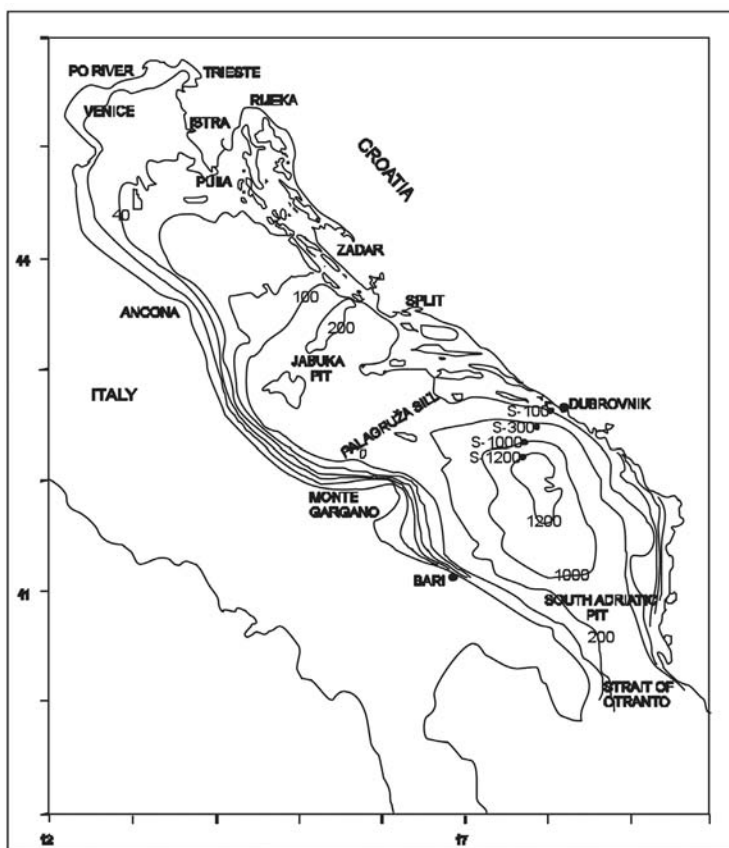 PO RIVER
TRIESTE
VENICE
RIJEKA
ISTRA
CROATIA
PULA
40
44
ZADAR
100
ANCONA
SPLIT
200
JABUKA
PIT
ITALY
DUBROVNIK
S-100
S-300
PALAGRUŽA SILL
S-1000
S-1200
MONTE
GARGANO
1200
BARI
1000
41
SOUTH ADRIATIC
PIT
200
STRAIT OF
OTRANTO
12
17